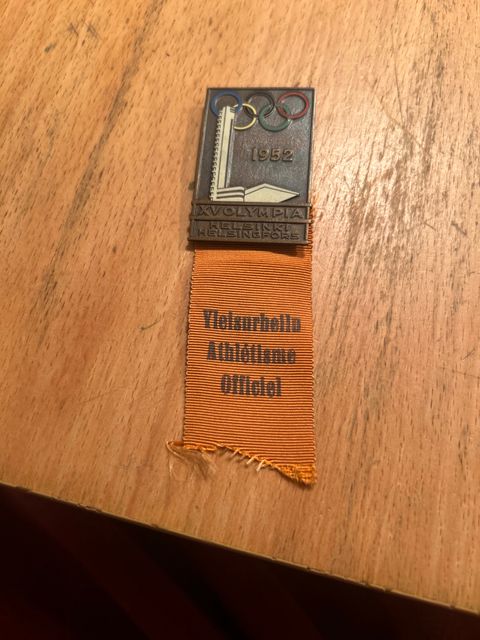 1952
XV OLYMPIA
HELSINKI
HELSINGFORS
Yleisurheilu
Athlétisme
Officiel